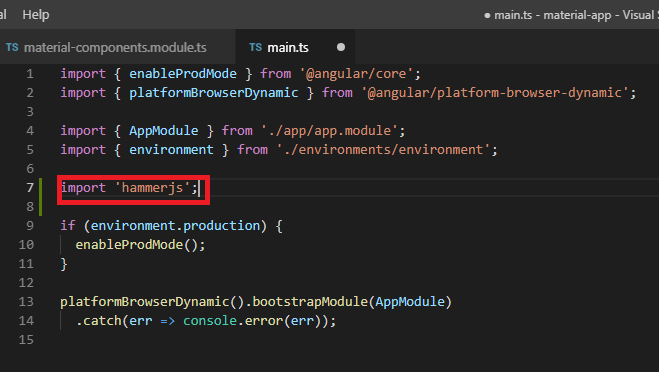 al Help ● main.ts - material-app - Visual S
TS material-components.module.ts TS main.ts ●
1 import { enableProdMode } from '@angular/core';
2 import { platformBrowserDynamic } from '@angular/platform-browser-dynamic';
3
4 import { AppModule } from './app/app.module';
5 import { environment } from './environments/environment';
6
7 import 'hammerjs';
8
9 if (environment.production) {
10   enableProdMode();
11 }
12
13 platformBrowserDynamic().bootstrapModule(AppModule)
14   .catch(err => console.error(err));
15